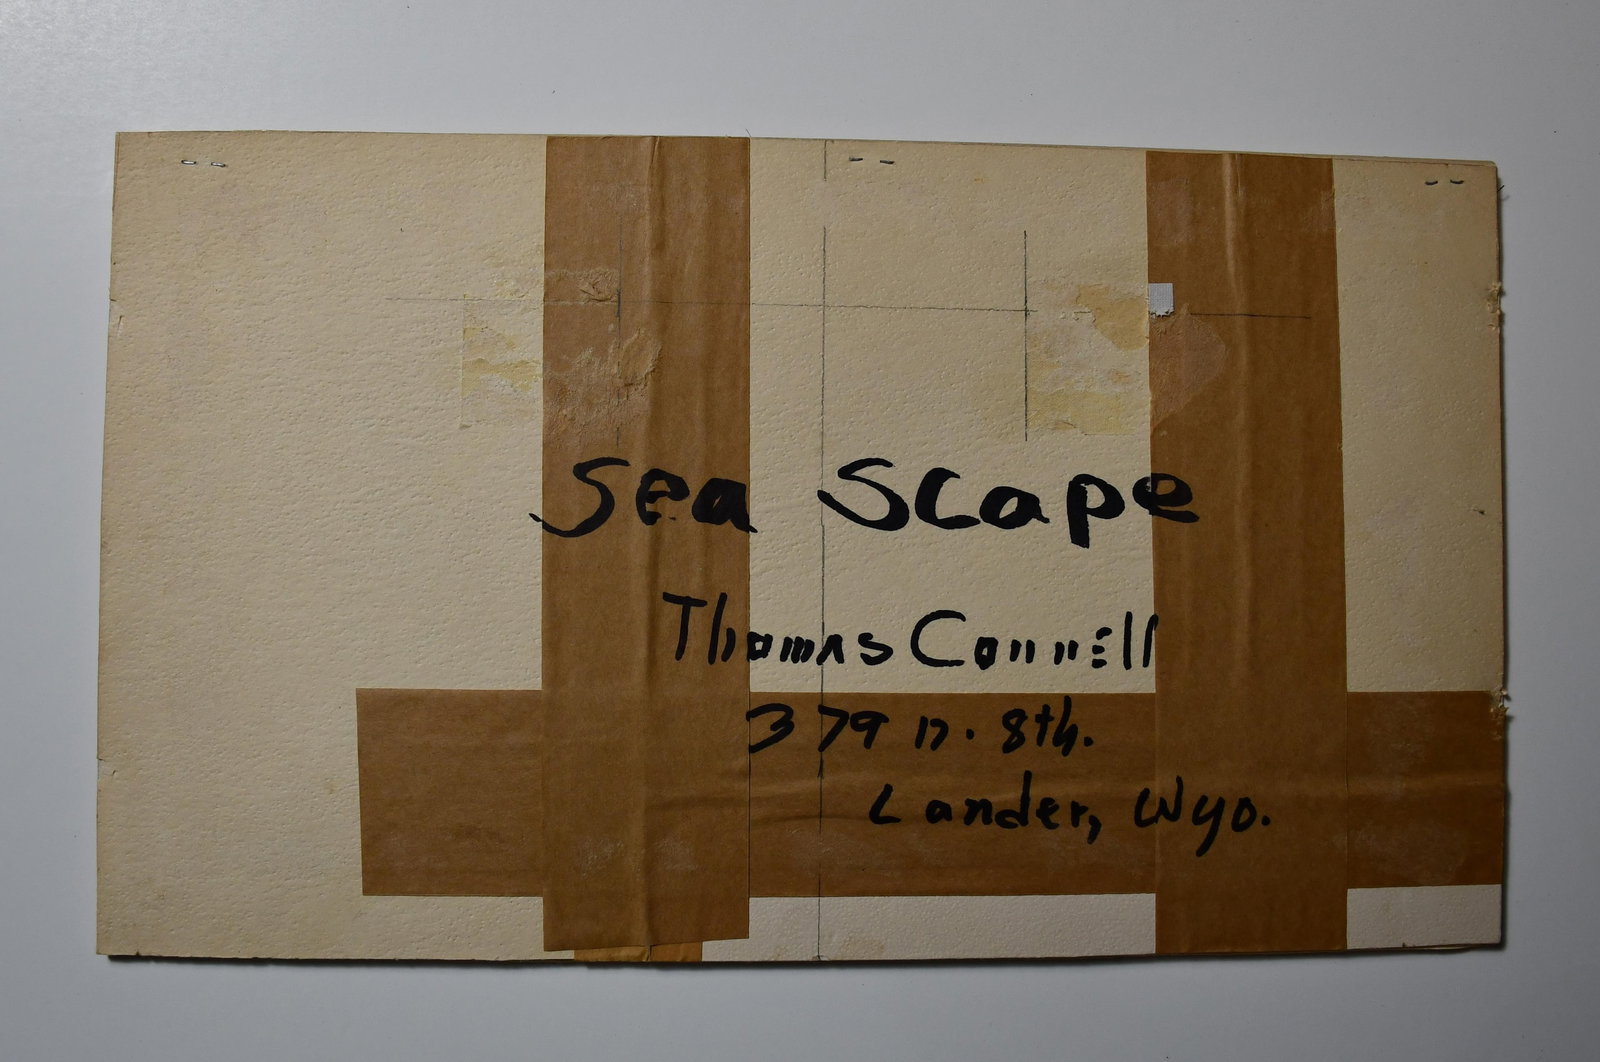 Sea Scape
Thomas Connell
379 n. 8th.
Lander, Wyo.